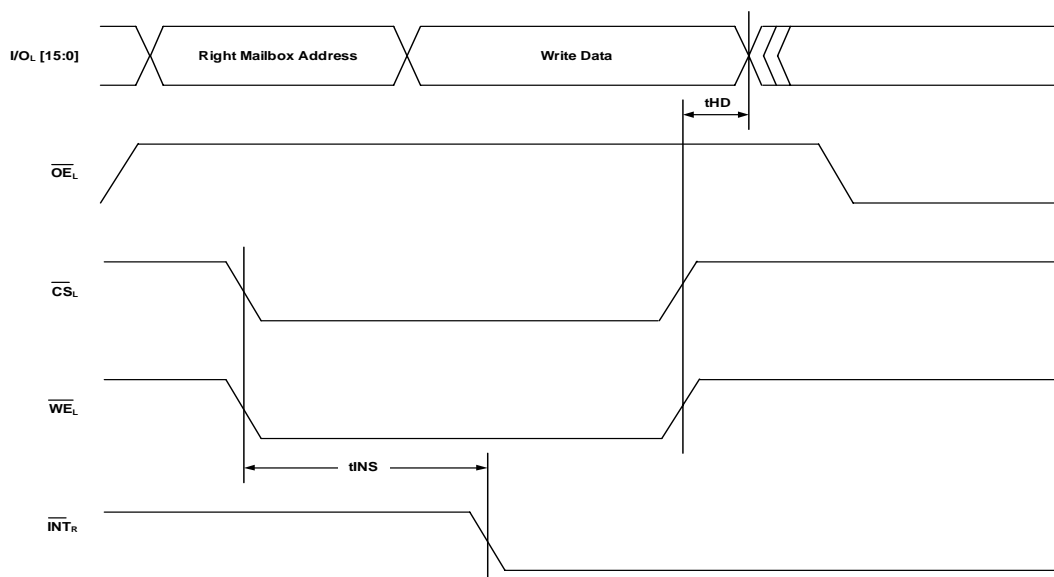 I/OL [15:0]
Right Mailbox Address
Write Data
tHD
OEL
CSL
WEL
tINS
INTR